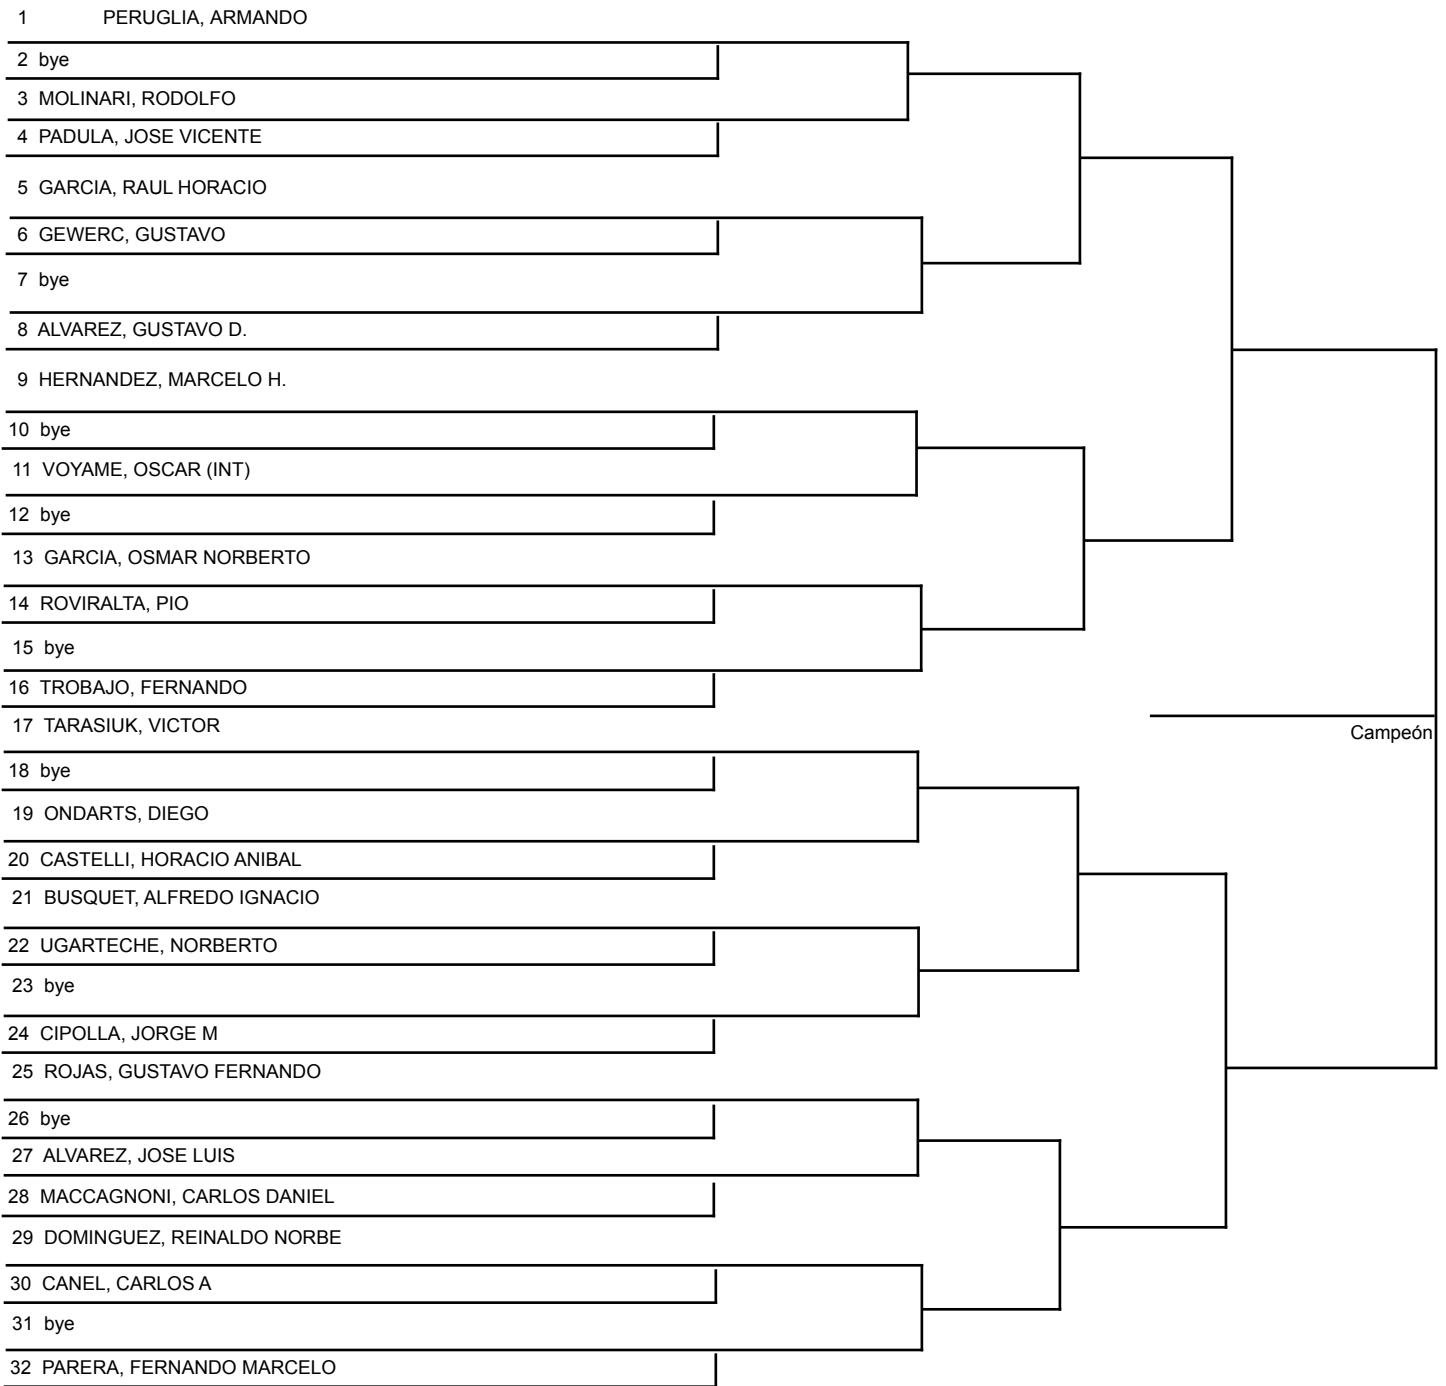 1 PERUGLIA, ARMANDO
2 bye
3 MOLINARI, RODOLFO
4 PADULA, JOSE VICENTE
5 GARCIA, RAUL HORACIO
6 GEWERC, GUSTAVO
7 bye
8 ALVAREZ, GUSTAVO D.
9 HERNANDEZ, MARCELO H.
10 bye
11 VOYAME, OSCAR (INT)
12 bye
13 GARCIA, OSMAR NORBERTO
14 ROVIRALTA, PIO
15 bye
16 TROBAJO, FERNANDO
17 TARASIUK, VICTOR
Campeón
18 bye
19 ONDARTS, DIEGO
20 CASTELLI, HORACIO ANIBAL
21 BUSQUET, ALFREDO IGNACIO
22 UGARTECHE, NORBERTO
23 bye
24 CIPOLLA, JORGE M
25 ROJAS, GUSTAVO FERNANDO
26 bye
27 ALVAREZ, JOSE LUIS
28 MACCAGNONI, CARLOS DANIEL
29 DOMINGUEZ, REINALDO NORBE
30 CANEL, CARLOS A
31 bye
32 PARERA, FERNANDO MARCELO